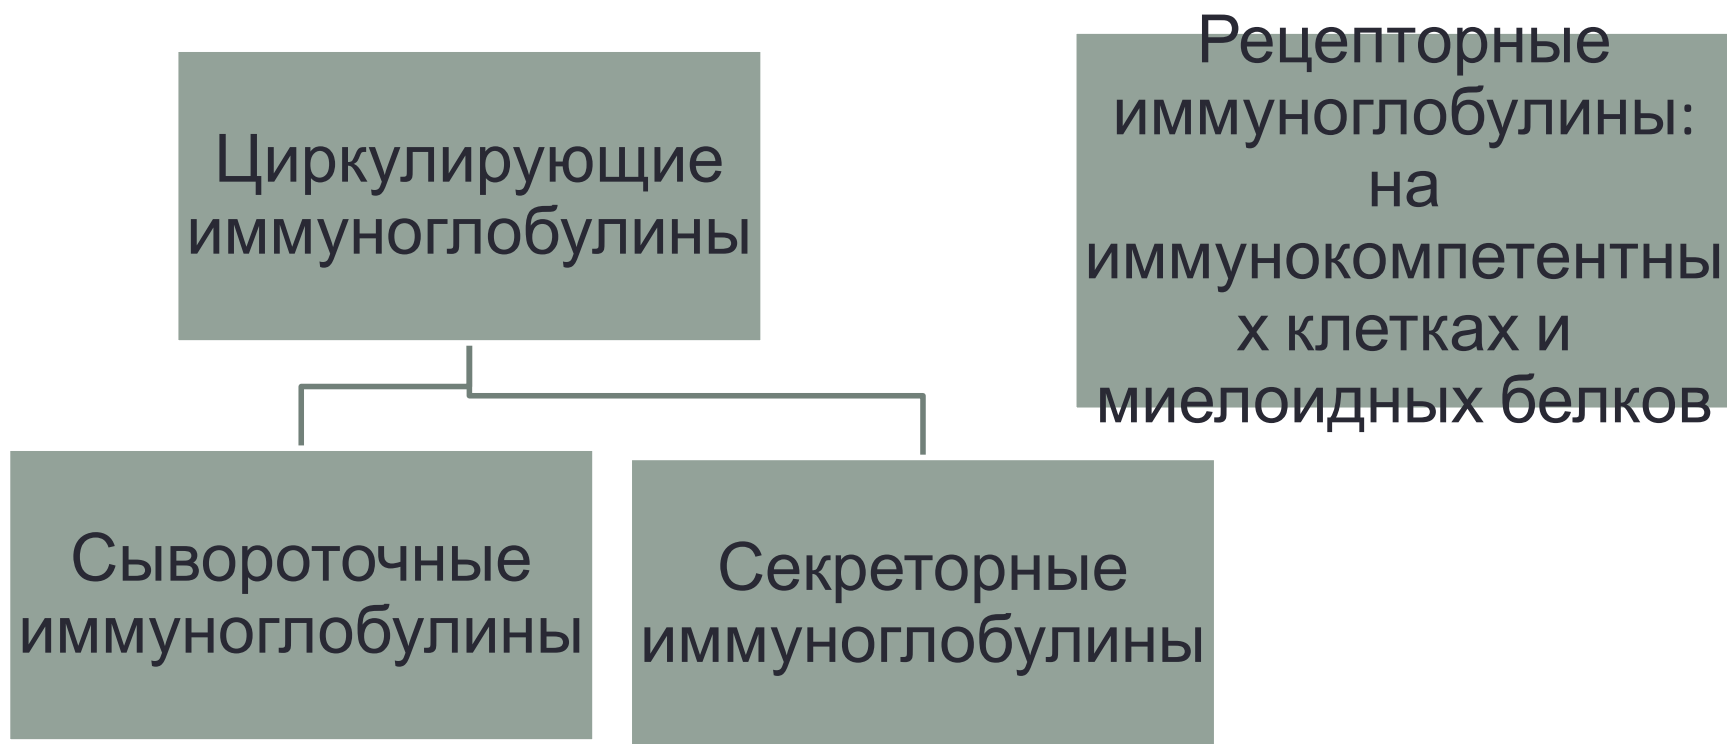 Циркулирующие
иммуноглобулины
Рецепторные
иммуноглобулины:
на
иммунокомпетентны
х клетках и
миелоидных белков
Сывороточные
иммуноглобулины
Секреторные
иммуноглобулины